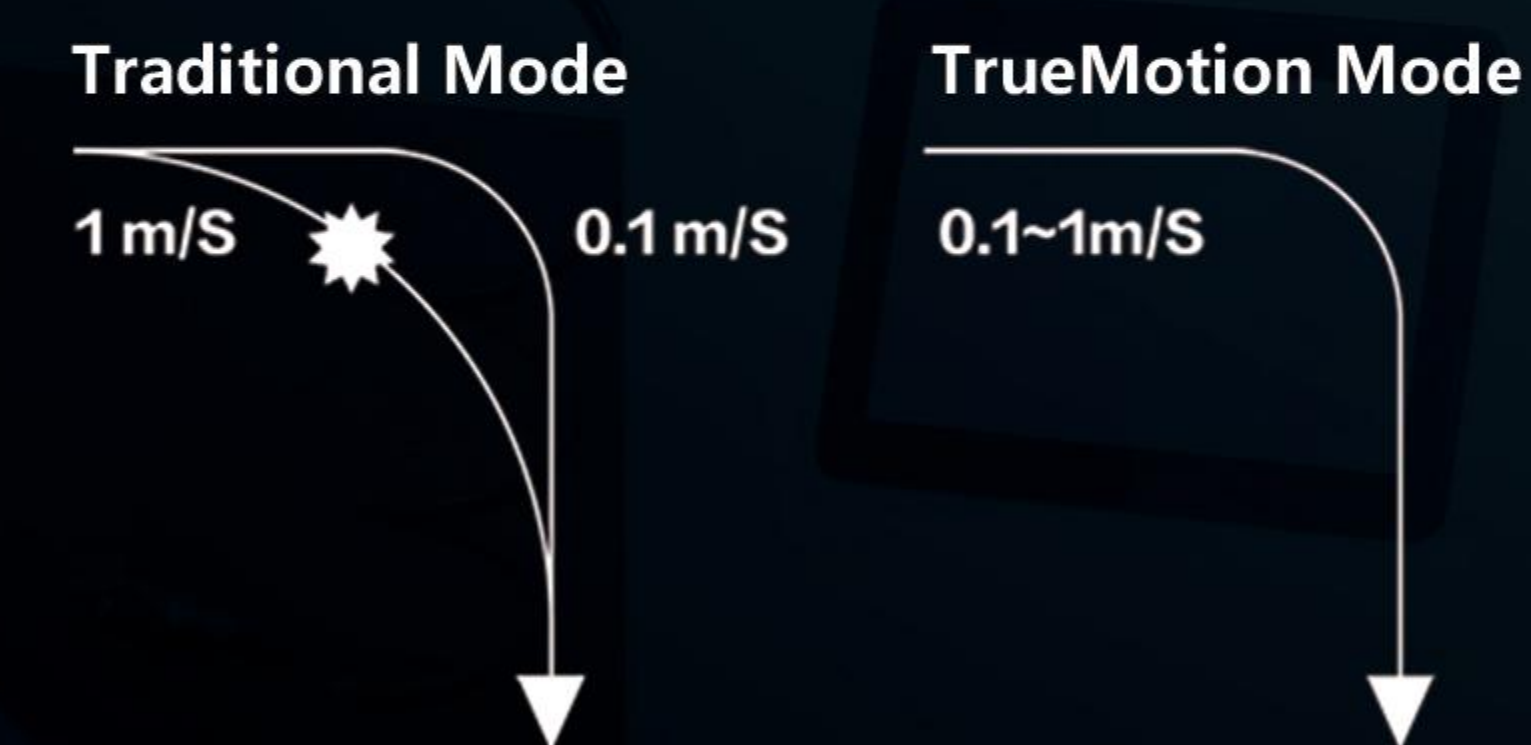 Traditional Mode
1 m/S
0.1 m/S
TrueMotion Mode
0.1~1m/S